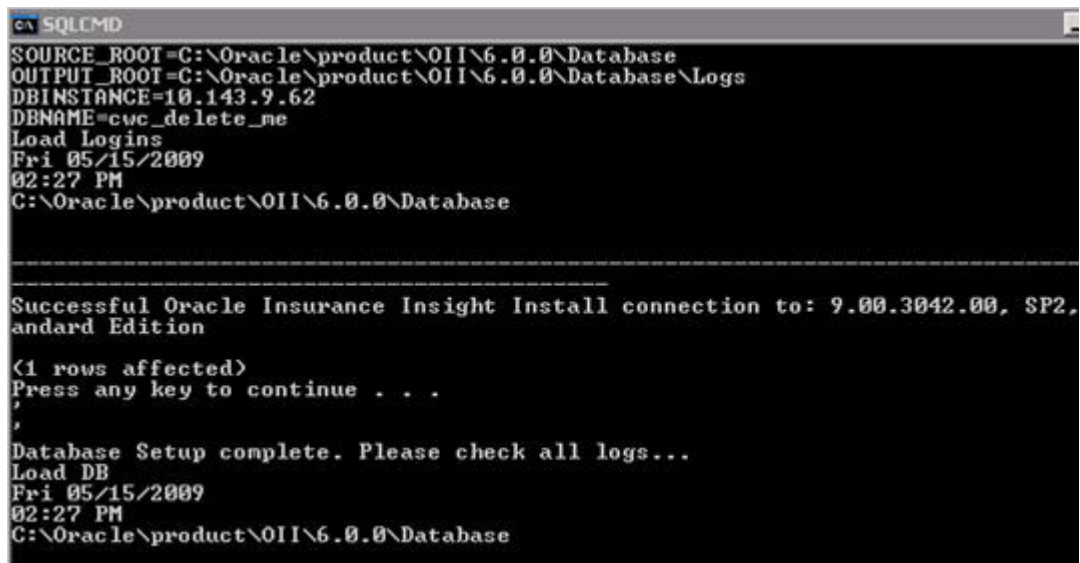 SQLCMD
SOURCE_ROOT=C:\Oracle\product\OII\6.0.0\Database
OUTPUT_ROOT=C:\Oracle\product\OII\6.0.0\Database\Logs
DBINSTANCE=10.143.9.62
DBNAME=cwc_delete_me
Load Logins
Fri 05/15/2009
02:27 PM
C:\Oracle\product\OII\6.0.0\Database
--------------------------------------------------------------------------------
-------------------------------------------
Successful Oracle Insurance Insight Install connection to: 9.00.3042.00, SP2,
andard Edition
(1 rows affected)
Press any key to continue . . .
,
,
Database Setup complete. Please check all logs...
Load DB
Fri 05/15/2009
02:27 PM
C:\Oracle\product\OII\6.0.0\Database